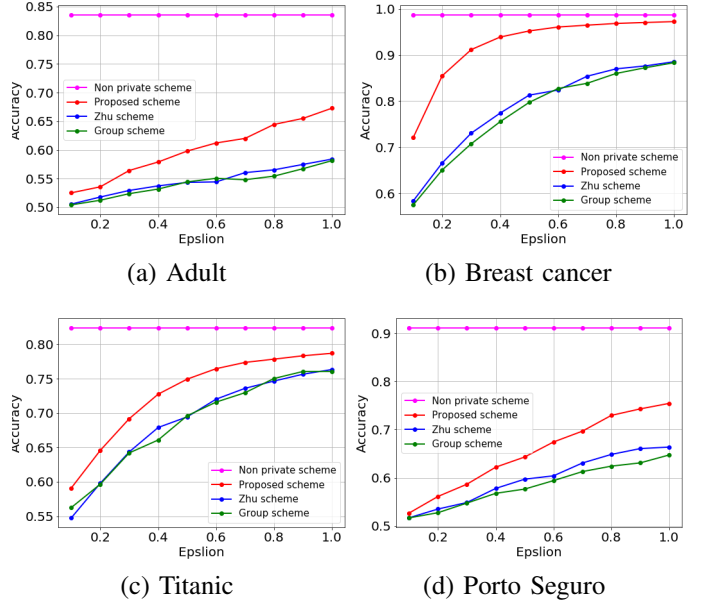 0.85
0.80
0.75
0.70
0.65
0.60
0.55
0.50
Accuracy
Non private scheme
Proposed scheme
Zhu scheme
Group scheme
0.2 0.4 0.6 0.8 1.0
Epslion
(a) Adult
1.0
0.9
0.8
0.7
0.6
Accuracy
Non private scheme
Proposed scheme
Zhu scheme
Group scheme
0.2 0.4 0.6 0.8 1.0
Epslion
(b) Breast cancer
0.80
0.75
0.70
0.65
0.60
0.55
Accuracy
Non private scheme
Proposed scheme
Zhu scheme
Group scheme
0.2 0.4 0.6 0.8 1.0
Epslion
(c) Titanic
0.9
0.8
0.7
0.6
0.5
Accuracy
Non private scheme
Proposed scheme
Zhu scheme
Group scheme
0.2 0.4 0.6 0.8 1.0
Epslion
(d) Porto Seguro